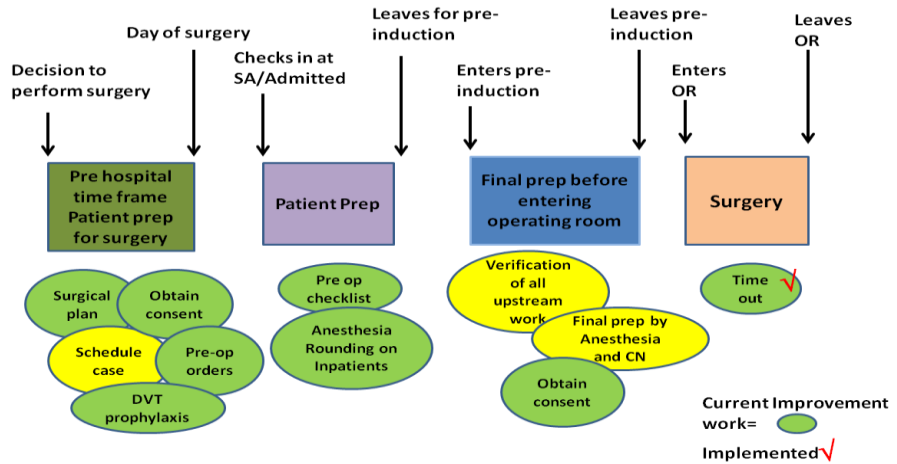 Decision to
perform surgery
Day of surgery
Checks in at
SA/Admitted
Leaves for pre-
induction
Enters pre-
induction
Leaves pre-
induction
Enters
OR
Leaves
OR
Pre hospital
time frame
Patient prep
for surgery
Patient Prep
Final prep before
entering
operating room
Surgery
Surgical
plan
Obtain
consent
Schedule
case
Pre-op
orders
DVT
prophylaxis
Pre op
checklist
Anesthesia
Rounding on
Inpatients
Verification
of all
upstream
work
Final prep by
Anesthesia
and CN
Obtain
consent
Time
out √
Current Improvement
work=
Implemented √